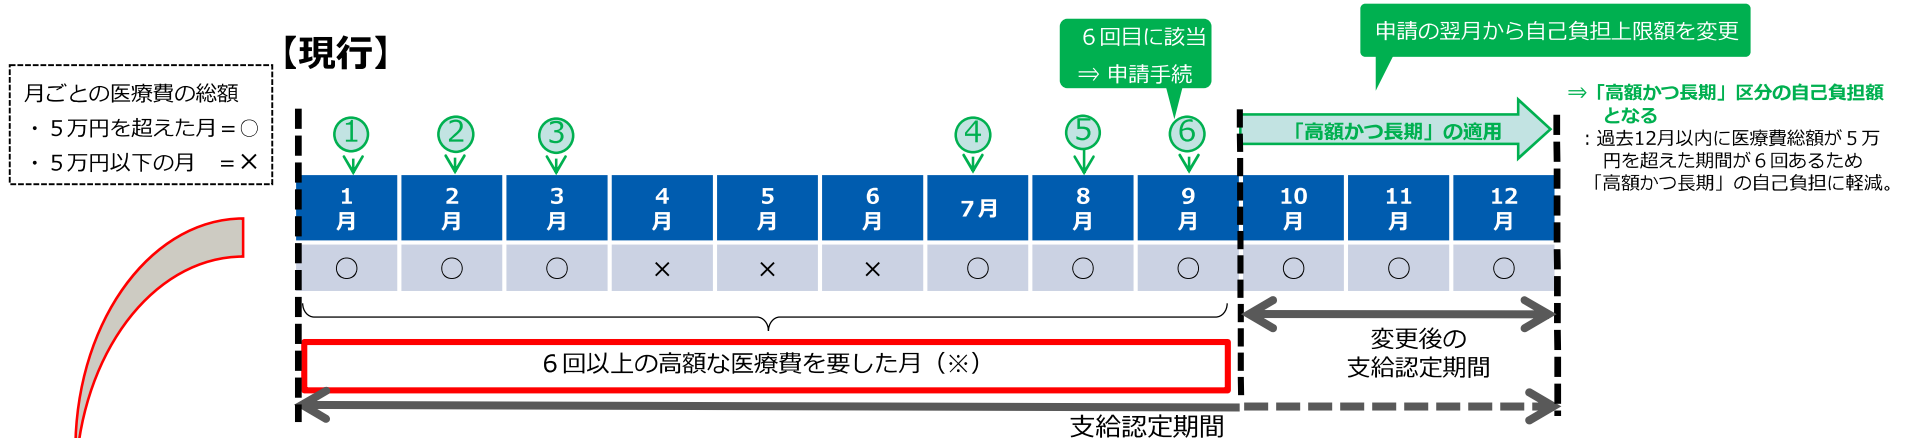 【現行】
月ごとの医療費の総額
・５万円を超えた月＝○
・５万円以下の月　＝×
６回目に該当
⇒ 申請手続
申請の翌月から自己負担上限額を変更
⇒「高額かつ長期」区分の自己負担額
となる
：過去12月以内に医療費総額が５万
円を超えた期間が６回あるため
「高額かつ長期」の自己負担に軽減。
① ② ③ ④ ⑤ ⑥
「高額かつ長期」の適用
1月 2月 3月 4月 5月 6月 7月 8月 9月 10月 11月 12月
○ ○ ○ × × × ○ ○ ○ ○ ○ ○
６回以上の高額な医療費を要した月（※）
変更後の
支給認定期間
支給認定期間